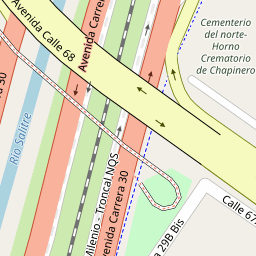 Avenida Calle 68
Avenida Carrera
Cementerio
del norte-
Horno
Crematorio
de Chapinero
30
Río Salitre
Milenio - Troncal NQS
Avenida Carrera 30
29B Bis
Calle 67